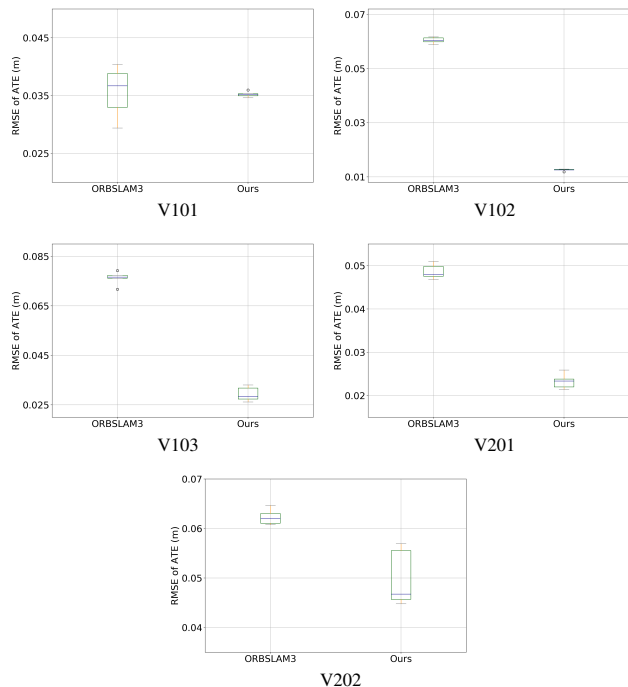 0.045
0.035
0.025
RMSE of ATE (m)
ORBSLAM3 Ours
V101
0.07
0.05
0.03
0.01
RMSE of ATE (m)
ORBSLAM3 Ours
V102
0.085
0.065
0.045
0.025
RMSE of ATE (m)
ORBSLAM3 Ours
V103
0.05
0.04
0.03
0.02
RMSE of ATE (m)
ORBSLAM3 Ours
V201
0.07
0.06
0.05
0.04
RMSE of ATE (m)
ORBSLAM3 Ours
V202